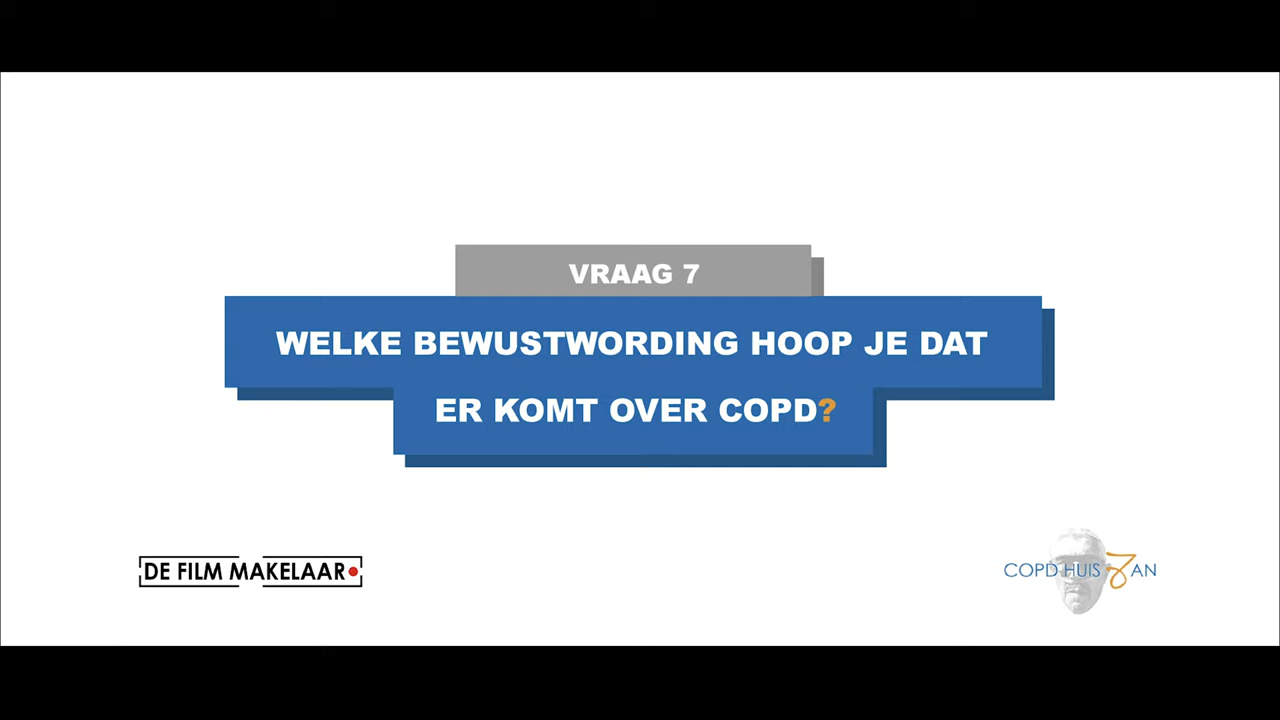 VRAAG 7
WELKE BEWUSTWORDING HOOP JE DAT
ER KOMT OVER COPD?
DE FILM MAKELAAR
COPD HUIS JAN